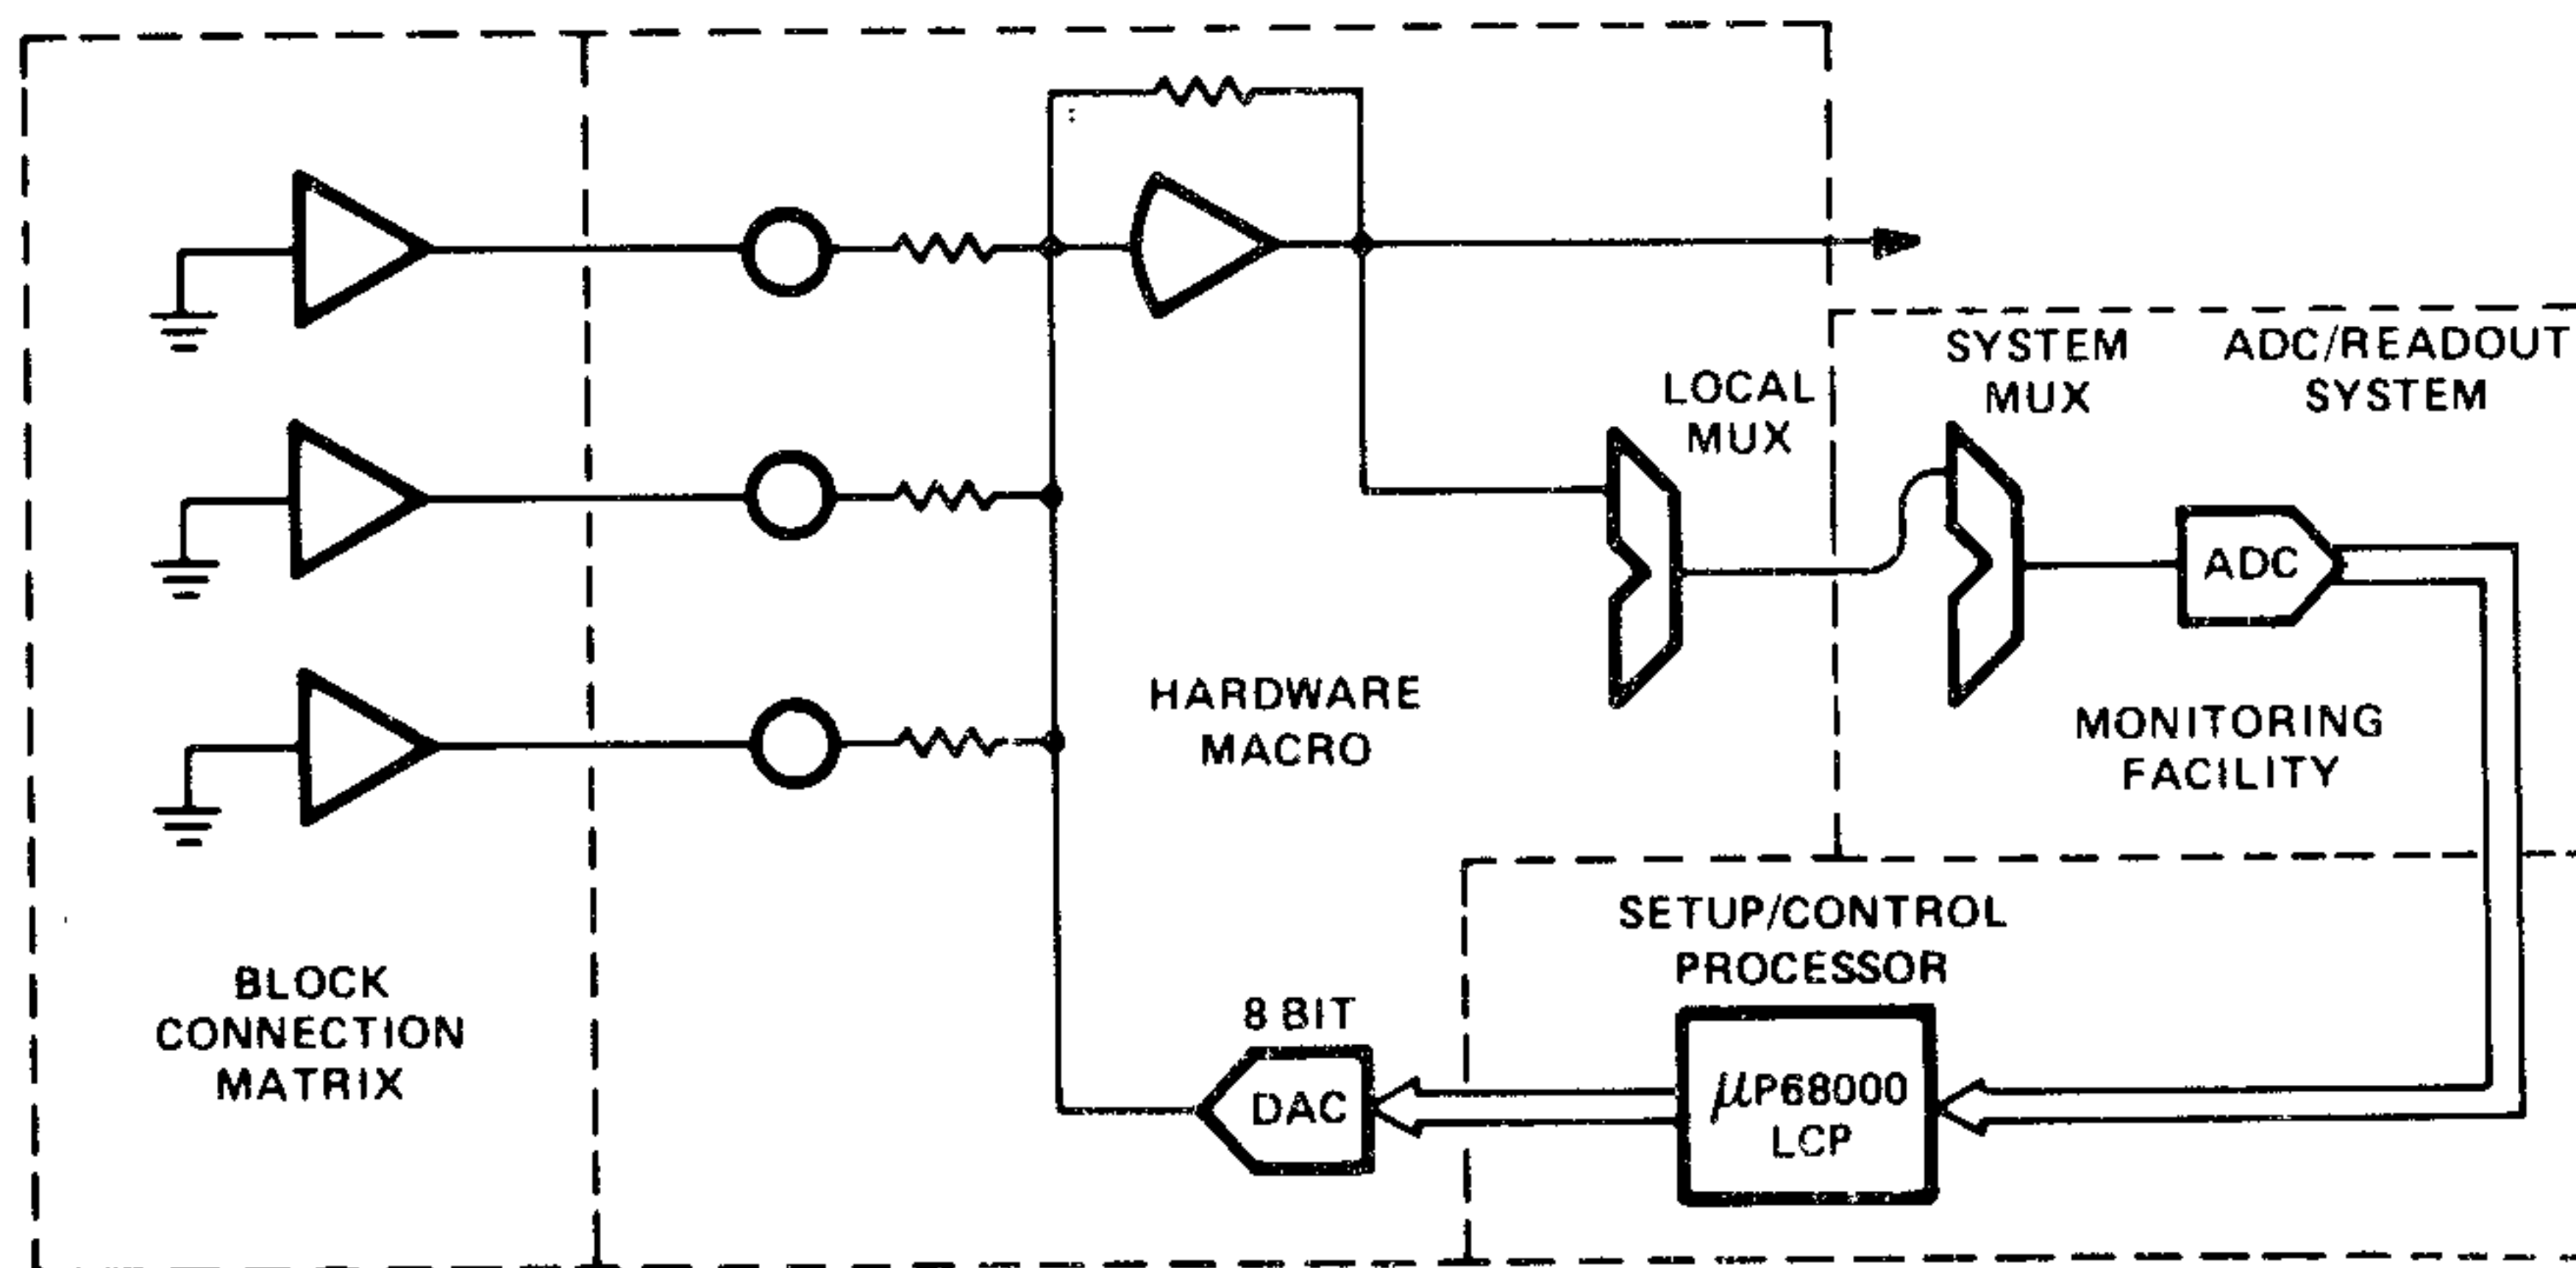 SYSTEM
MUX
ADC/READOUT
SYSTEM
LOCAL
MUX
ADC
HARDWARE
MACRO
MONITORING
FACILITY
SETUP/CONTROL
PROCESSOR
BLOCK
CONNECTION
MATRIX
8 BIT
DAC
μP68000
LCP